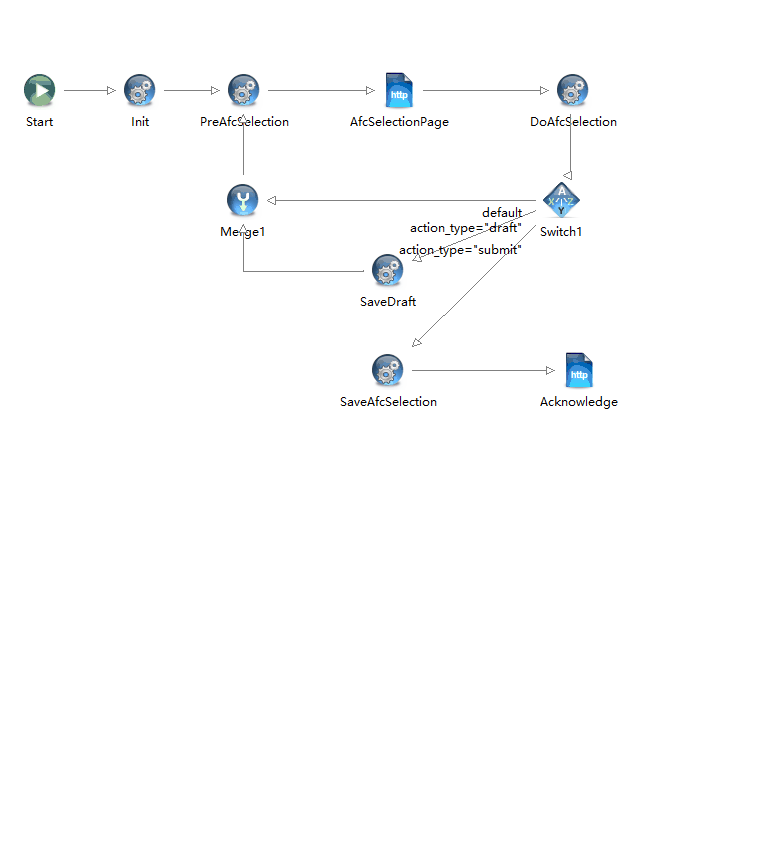 http
Start
Init
PreAfcSelection
AfcSelectionPage
DoAfcSelection
A
X
Z
Y
Merge1
default
Switch1
action_type="draft"
action_type="submit"
SaveDraft
http
SaveAfcSelection
Acknowledge